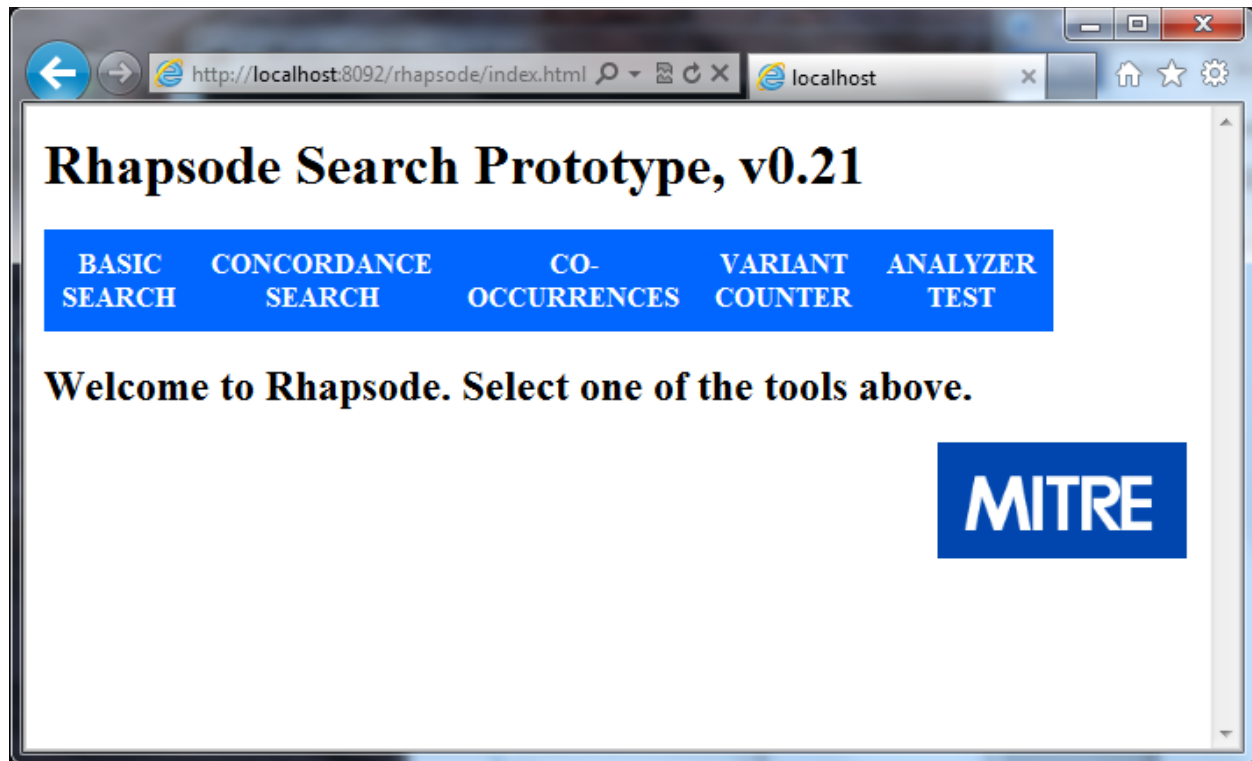 http://localhost:8092/rhapsode/index.html
localhost
Rhapsode Search Prototype, v0.21
BASIC SEARCH
CONCORDANCE SEARCH
CO-OCCURRENCES
VARIANT COUNTER
ANALYZER TEST
Welcome to Rhapsode. Select one of the tools above.
MITRE